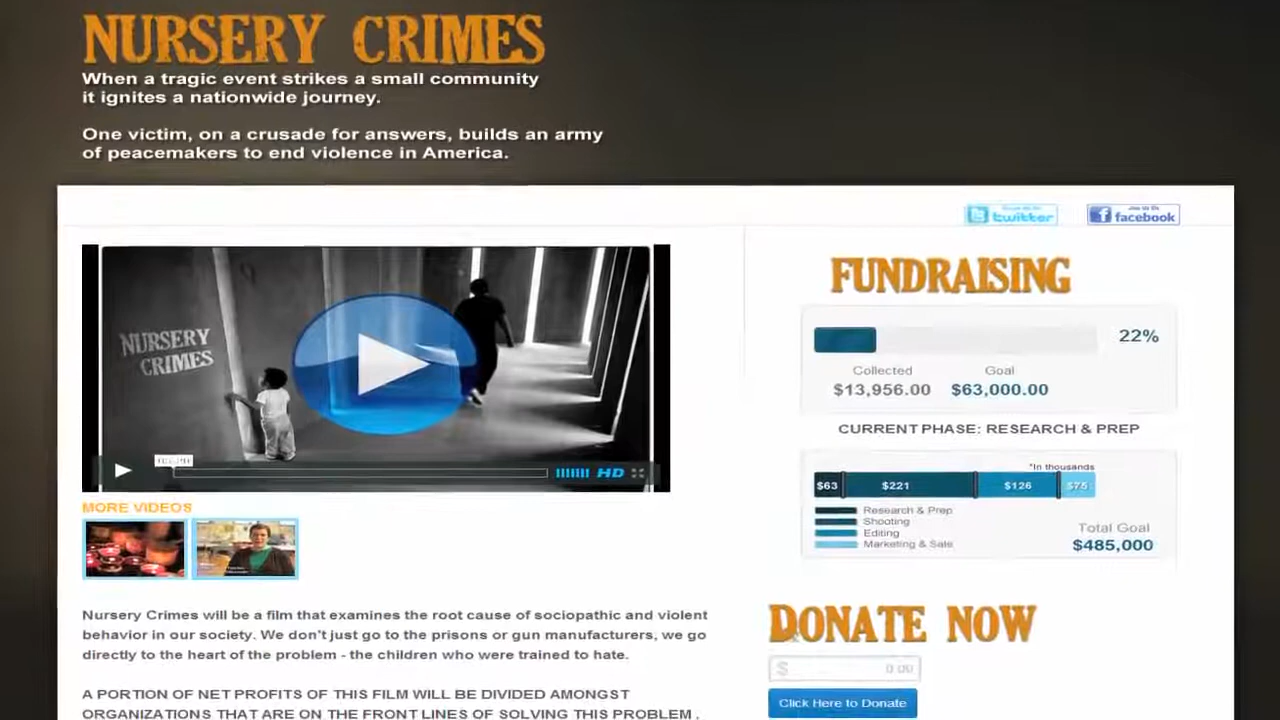 NURSERY CRIMES
When a tragic event strikes a small community
it ignites a nationwide journey.
One victim, on a crusade for answers, builds an army
of peacemakers to end violence in America.
twitter
facebook
NURSERY
CRIMES
HD
MORE VIDEOS
FUNDRAISING
22%
Collected
Goal
$13,956.00
$63,000.00
CURRENT PHASE: RESEARCH & PREP
*In thousands
$63
$221
$126
$75
Research & Prep
Shooting
Editing
Marketing & Sale
Total Goal
$485,000
Nursery Crimes will be a film that examines the root cause of sociopathic and violent
behavior in our society. We don't just go to the prisons or gun manufacturers, we go
directly to the heart of the problem - the children who were trained to hate.
A PORTION OF NET PROFITS OF THIS FILM WILL BE DIVIDED AMONGST
ORGANIZATIONS THAT ARE ON THE FRONT LINES OF SOLVING THIS PROBLEM .
DONATE NOW
$ 0.00
Click Here to Donate